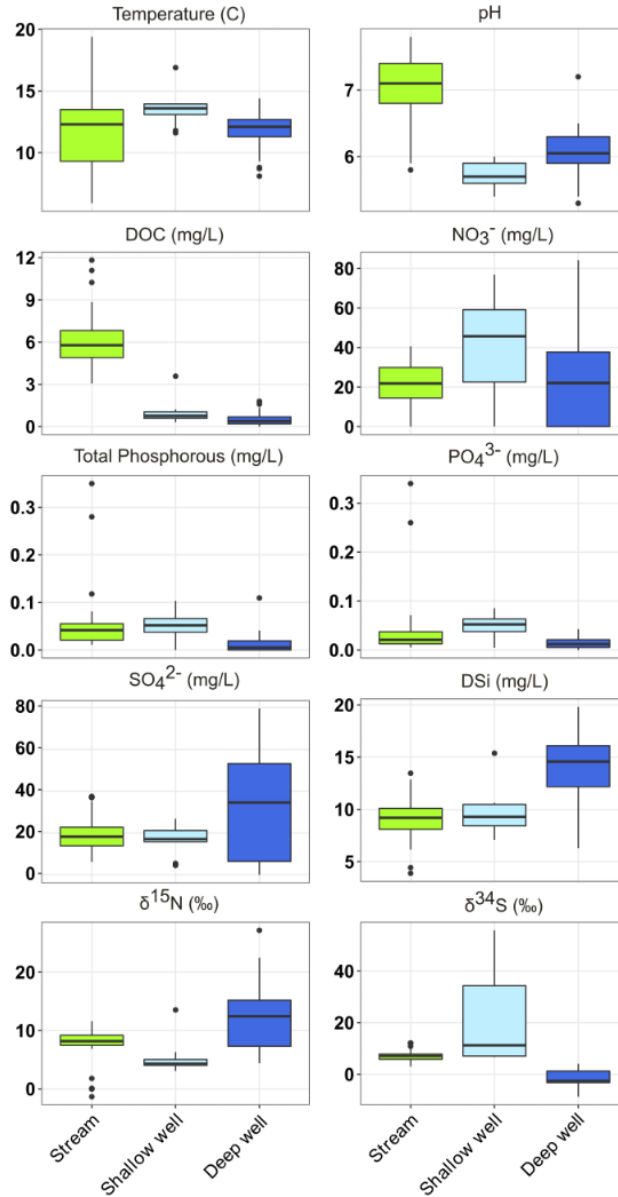 Temperature (C)
pH
20
15
10
7
6
DOC (mg/L)
NO₃⁻ (mg/L)
12
9
6
3
0
80
60
40
20
0
Total Phosphorous (mg/L)
PO₄³⁻ (mg/L)
0.3
0.2
0.1
0.0
0.3
0.2
0.1
0.0
SO₄²⁻ (mg/L)
DSi (mg/L)
80
60
40
20
0
20
15
10
5
δ¹⁵N (‰)
δ³⁴S (‰)
20
10
0
40
20
0
Stream
Shallow well
Deep well
Stream
Shallow well
Deep well